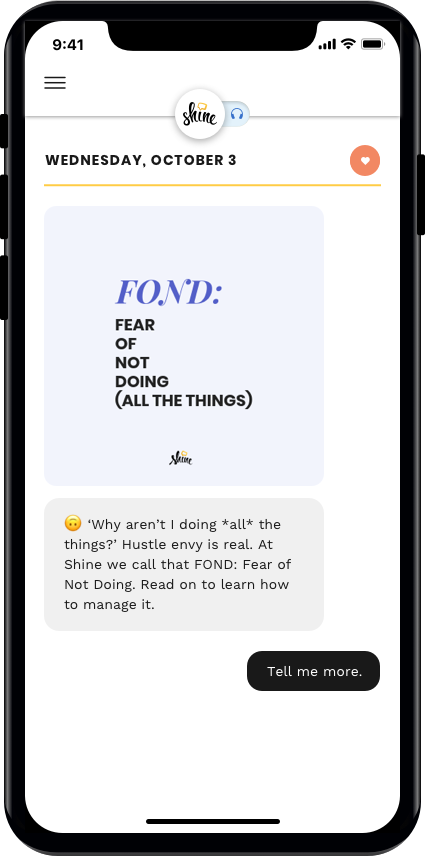 9:41
shine
WEDNESDAY, OCTOBER 3
FOND:
FEAR
OF
NOT
DOING
(ALL THE THINGS)
shine
🙃 ‘Why aren’t I doing *all* the
things?’ Hustle envy is real. At
Shine we call that FOND: Fear of
Not Doing. Read on to learn how
to manage it.
Tell me more.